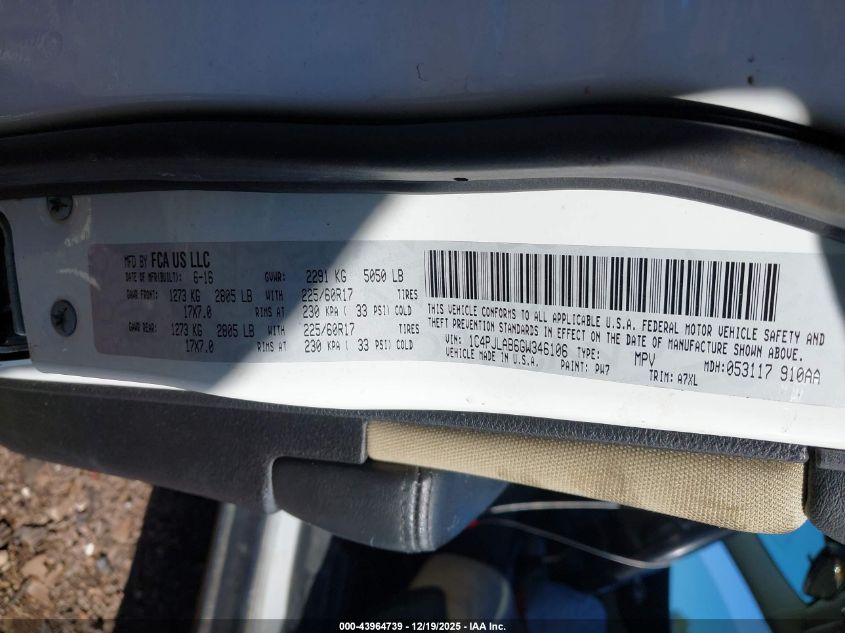 MFD BY FCA US LLC
DATE OF MFR(BUILT): 6-16 GVWR: 2291 KG 5050 LB
GAWR FRONT: 1273 KG 2805 LB WITH 225/60R17 TIRES
17X7.0 RIMS AT 230 KPA ( 33 PSI) COLD
GAWR REAR: 1273 KG 2805 LB WITH 225/60R17 TIRES
17X7.0 RIMS AT 230 KPA ( 33 PSI) COLD
THIS VEHICLE CONFORMS TO ALL APPLICABLE U.S.A. FEDERAL MOTOR VEHICLE SAFETY AND
THEFT PREVENTION STANDARDS IN EFFECT ON THE DATE OF MANUFACTURE SHOWN ABOVE.
VIN: 1C4PJLAB6GW346106 TYPE: MPV MDH: 053117 910AA
VEHICLE MADE IN U.S.A. PAINT: PW7 TRIM: A7XL
000-43964739 — 12/19/2025 — IAA Inc.